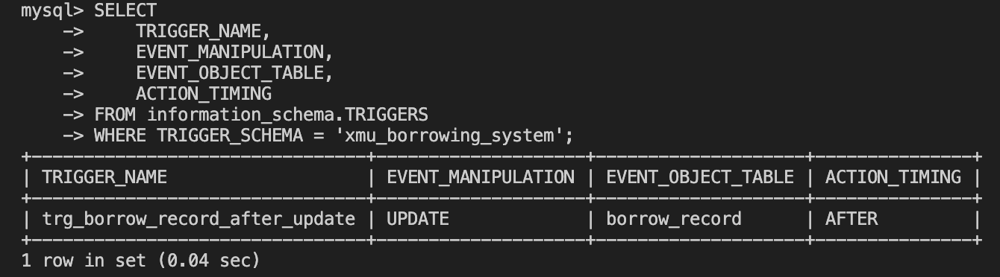 mysql> SELECT
    ->     TRIGGER_NAME,
    ->     EVENT_MANIPULATION,
    ->     EVENT_OBJECT_TABLE,
    ->     ACTION_TIMING
    -> FROM information_schema.TRIGGERS
    -> WHERE TRIGGER_SCHEMA = 'xmu_borrowing_system';
+--------------------------------+--------------------+--------------------+---------------+
| TRIGGER_NAME                   | EVENT_MANIPULATION | EVENT_OBJECT_TABLE | ACTION_TIMING |
+--------------------------------+--------------------+--------------------+---------------+
| trg_borrow_record_after_update | UPDATE             | borrow_record      | AFTER         |
+--------------------------------+--------------------+--------------------+---------------+
1 row in set (0.04 sec)